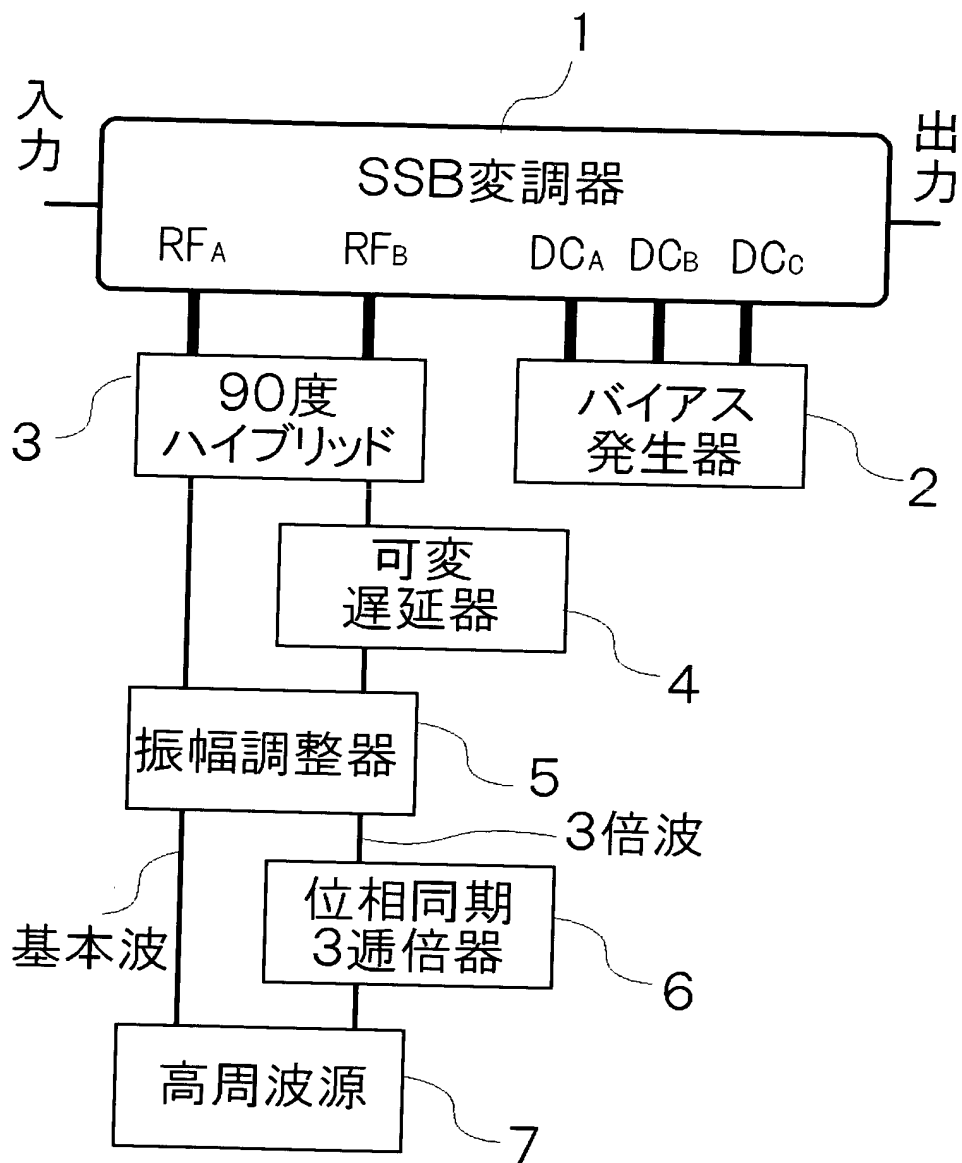 1
入力
出力
SSB変調器
RFA
RFB
DCA
DCB
DCC
90度
ハイブリッド
3
バイアス
発生器
2
可変
遅延器
4
振幅調整器
5
3倍波
基本波
位相同期
3逓倍器
6
高周波源
7